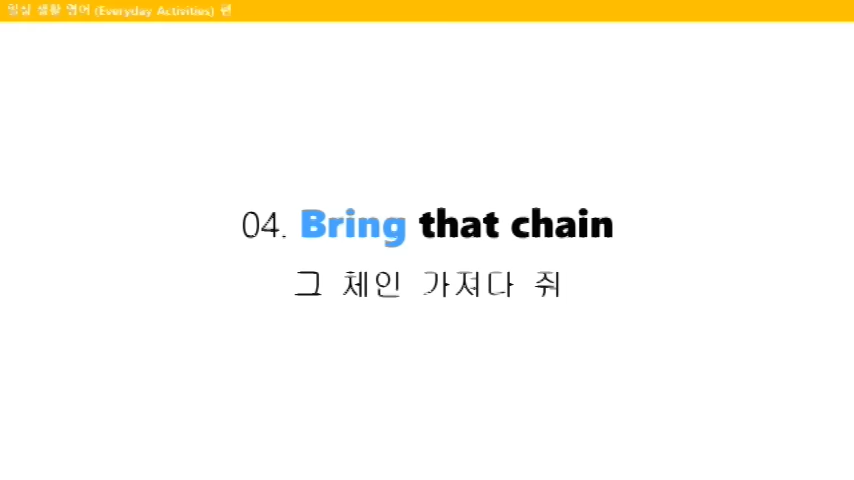 일상 생활 영어 (Everyday Activities) 편
04. Bring that chain
그 체인 가져다 줘